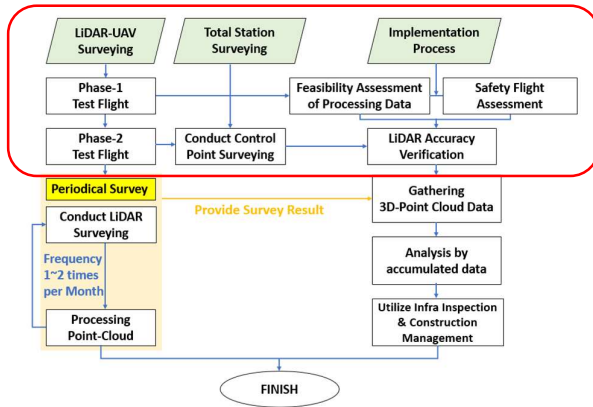 LiDAR-UAV
Surveying
Total Station
Surveying
Implementation
Process
Phase-1
Test Flight
Feasibility Assessment
of Processing Data
Safety Flight
Assessment
Phase-2
Test Flight
Conduct Control
Point Surveying
LiDAR Accuracy
Verification
Periodical Survey
Provide Survey Result
Gathering
3D-Point Cloud Data
Conduct LiDAR
Surveying
Frequency
1~2 times
per Month
Analysis by
accumulated data
Processing
Point-Cloud
Utilize Infra Inspection
& Construction
Management
FINISH